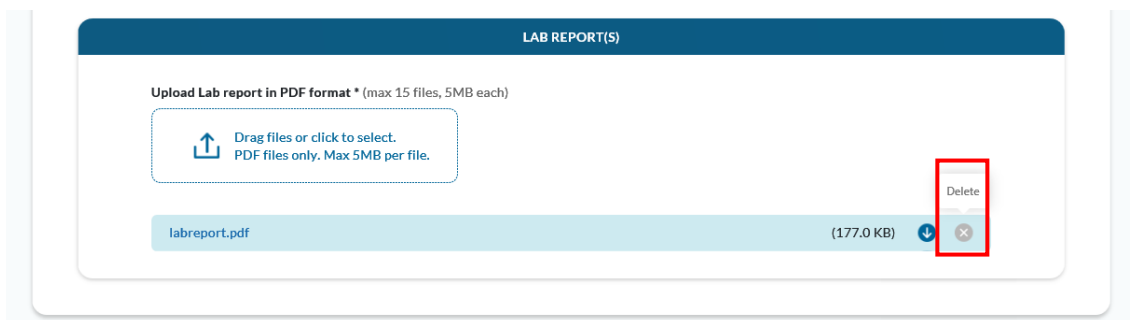 LAB REPORT(S)
Upload Lab report in PDF format * (max 15 files, 5MB each)
Drag files or click to select.
PDF files only. Max 5MB per file.
Delete
labreport.pdf (177.0 KB)